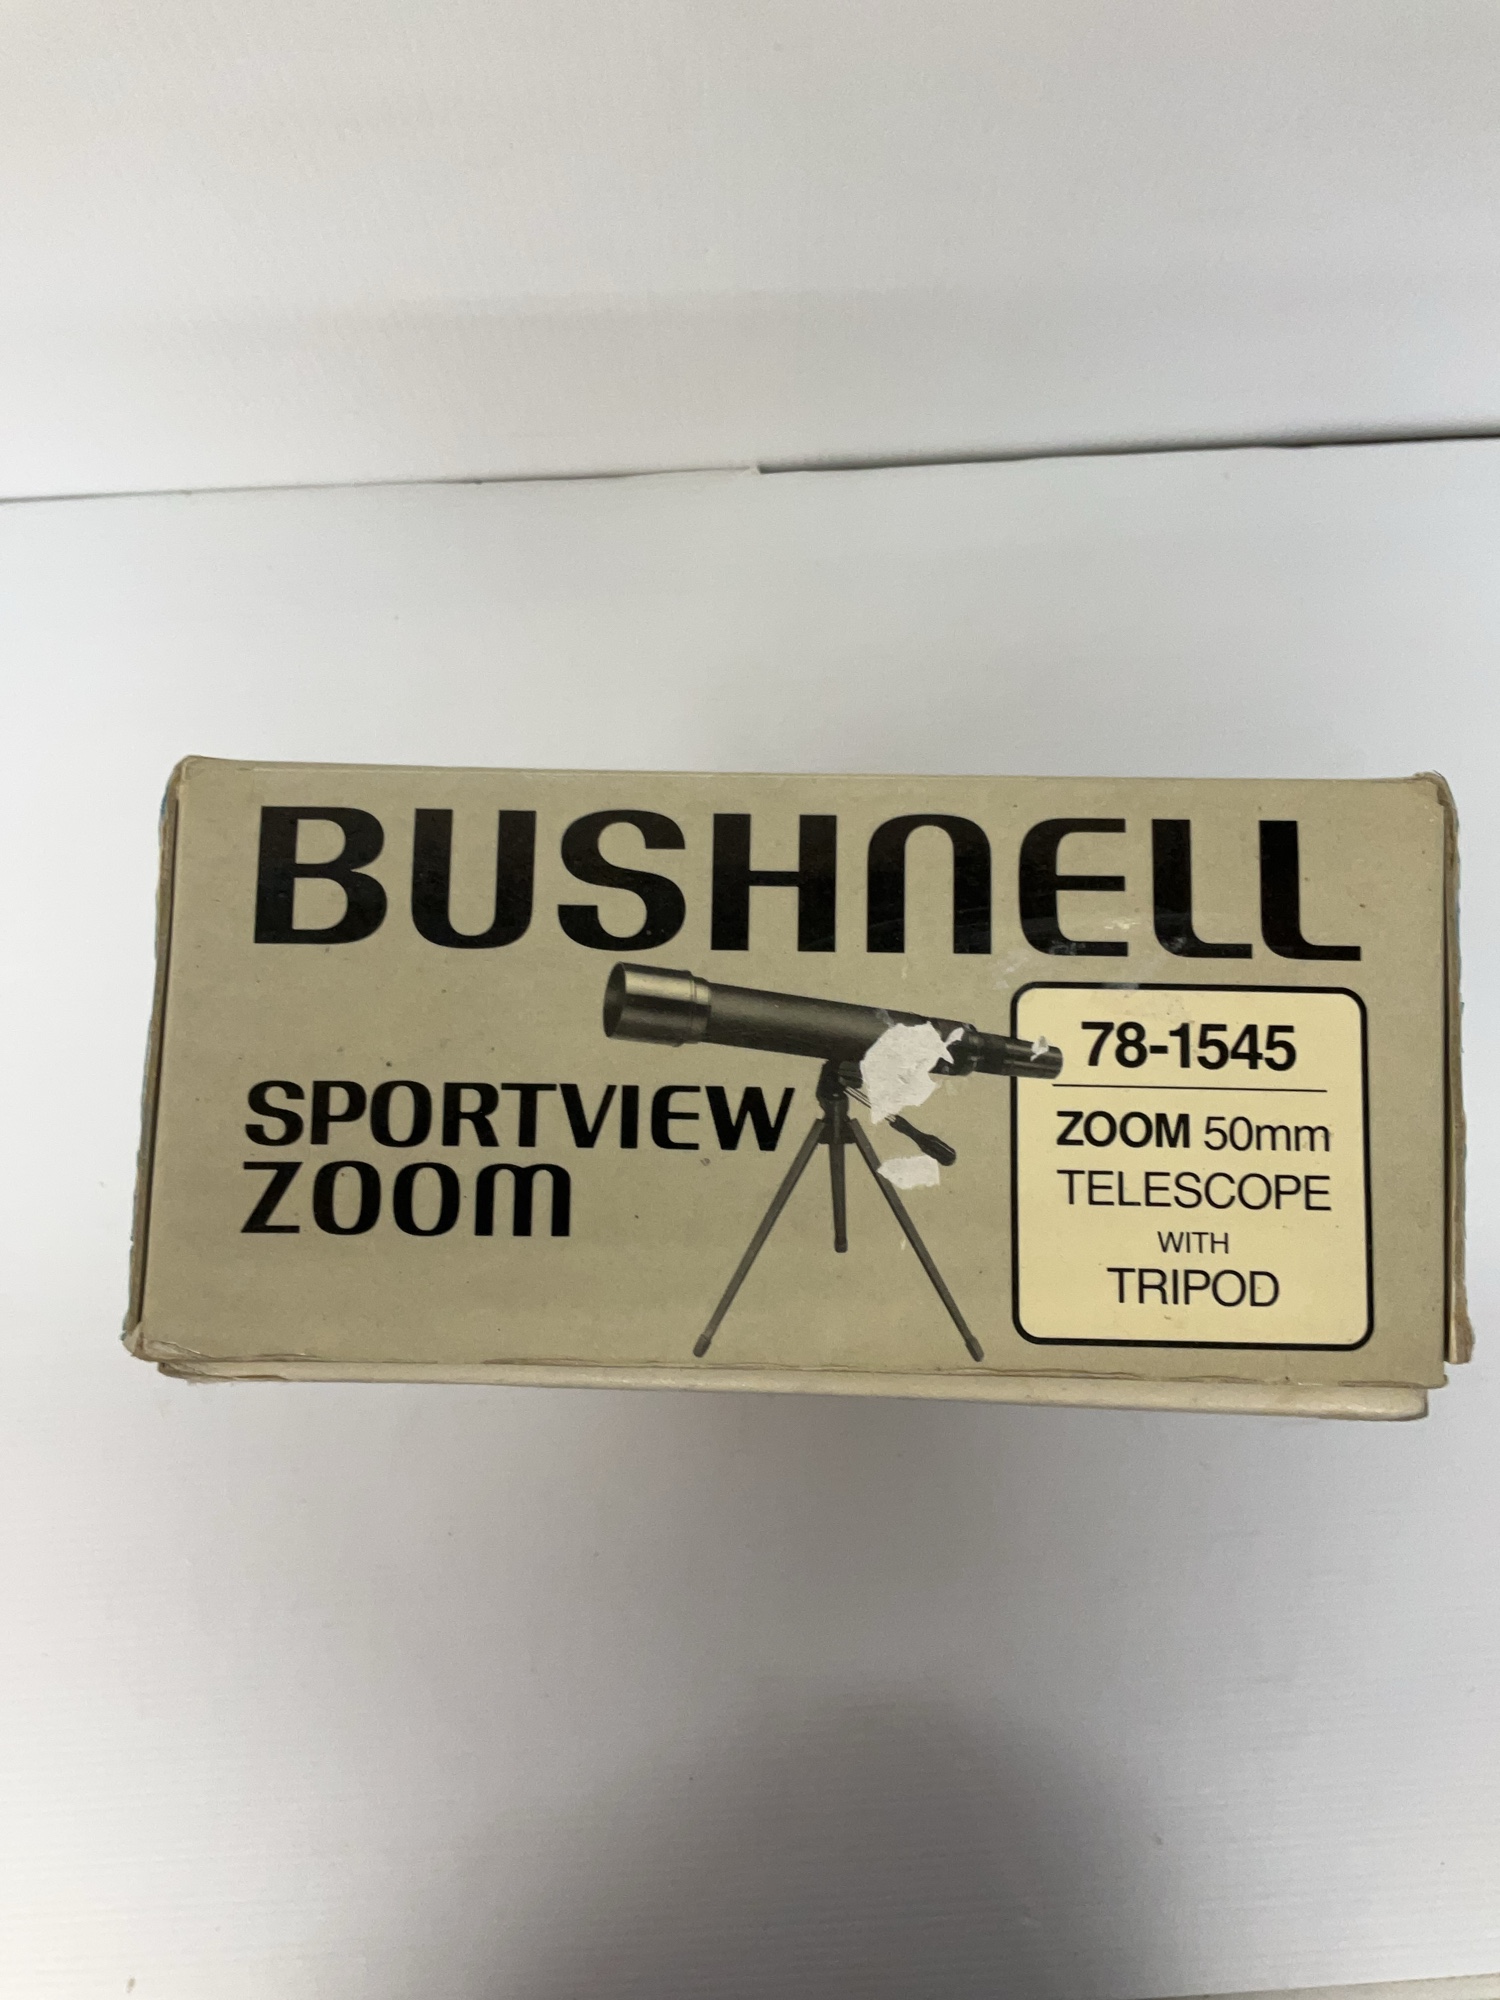 BUSHNELL
SPORTVIEW
ZOOM
78-1545
ZOOM 50mm
TELESCOPE
WITH
TRIPOD